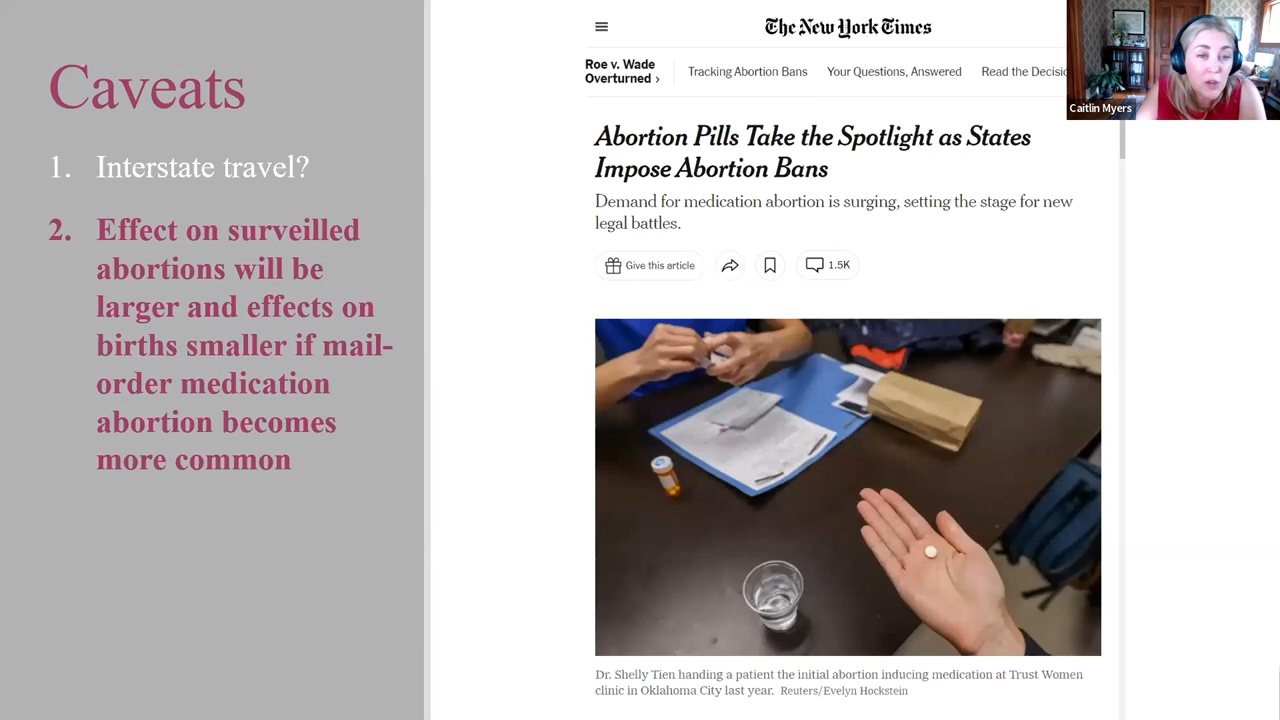 Caveats
1. Interstate travel?
2. Effect on surveilled
abortions will be
larger and effects on
births smaller if mail-
order medication
abortion becomes
more common
The New York Times
Roe v. Wade
Overturned ›
Tracking Abortion Bans
Your Questions, Answered
Read the Decisio
Abortion Pills Take the Spotlight as States
Impose Abortion Bans
Demand for medication abortion is surging, setting the stage for new
legal battles.
Give this article
1.5K
Dr. Shelly Tien handing a patient the initial abortion inducing medication at Trust Women
clinic in Oklahoma City last year. Reuters/Evelyn Hockstein
Caitlin Myers